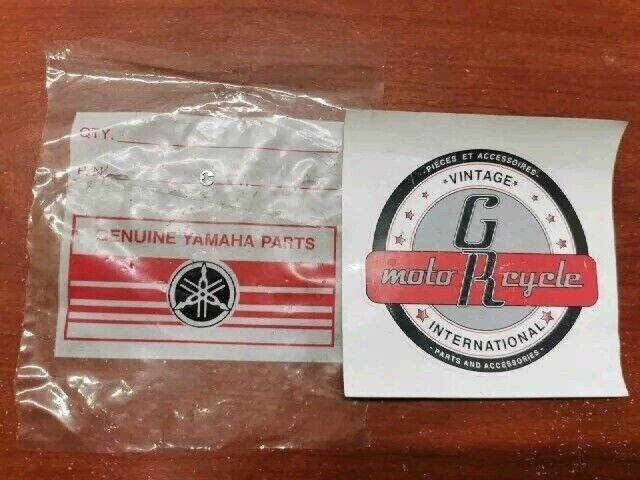 QTY.
P/N
GENUINE YAMAHA PARTS
- PIÈCES ET ACCESSOIRES -
VINTAGE
G
moto R cycle
INTERNATIONAL
- PARTS AND ACCESSORIES -